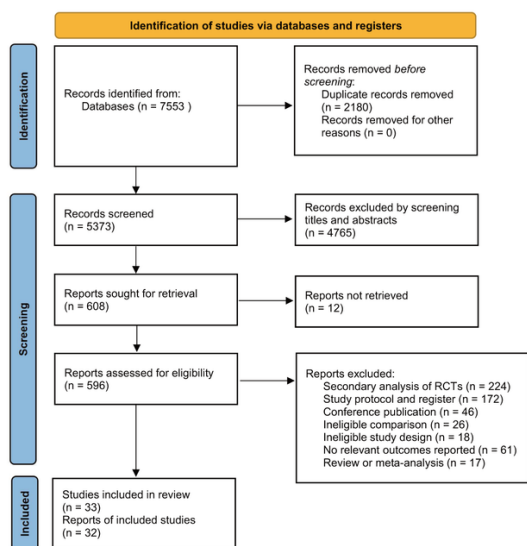 Identification of studies via databases and registers
Identification
Records identified from:
Databases (n = 7553 )
Records removed before
screening:
Duplicate records removed
(n = 2180)
Records removed for other
reasons (n = 0)
Screening
Records screened
(n = 5373)
Records excluded by screening
titles and abstracts
(n = 4765)
Reports sought for retrieval
(n = 608)
Reports not retrieved
(n = 12)
Reports assessed for eligibility
(n = 596)
Reports excluded:
Secondary analysis of RCTs (n = 224)
Study protocol and register (n = 172)
Conference publication (n = 46)
Ineligible comparison (n = 26)
Ineligible study design (n = 18)
No relevant outcomes reported (n = 61)
Review or meta-analysis (n = 17)
Included
Studies included in review
(n = 33)
Reports of included studies
(n = 32)